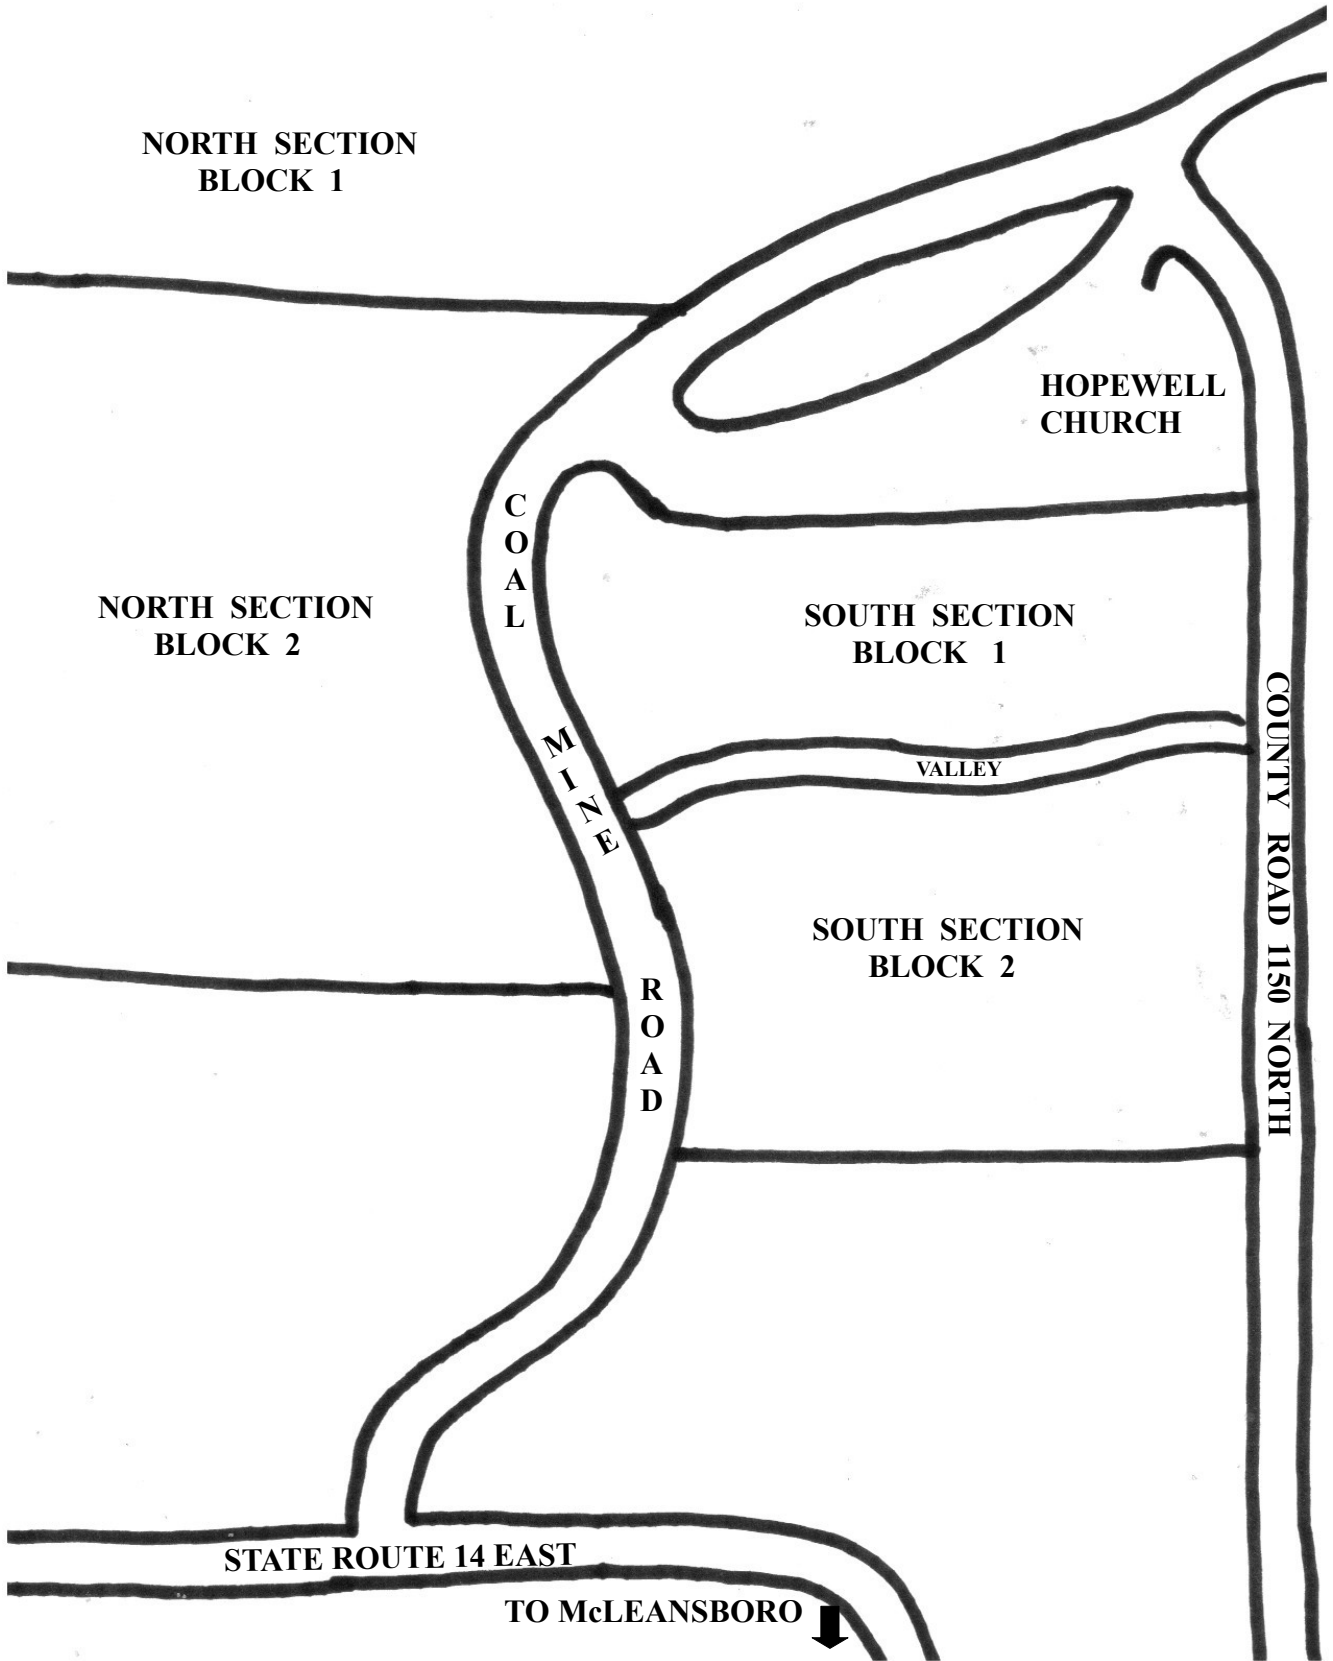 NORTH SECTION
BLOCK 1
HOPEWELL
CHURCH
COAL
NORTH SECTION
BLOCK 2
SOUTH SECTION
BLOCK 1
MINE
VALLEY
COUNTY ROAD 1150 NORTH
SOUTH SECTION
BLOCK 2
ROAD
STATE ROUTE 14 EAST
TO McLEANSBORO